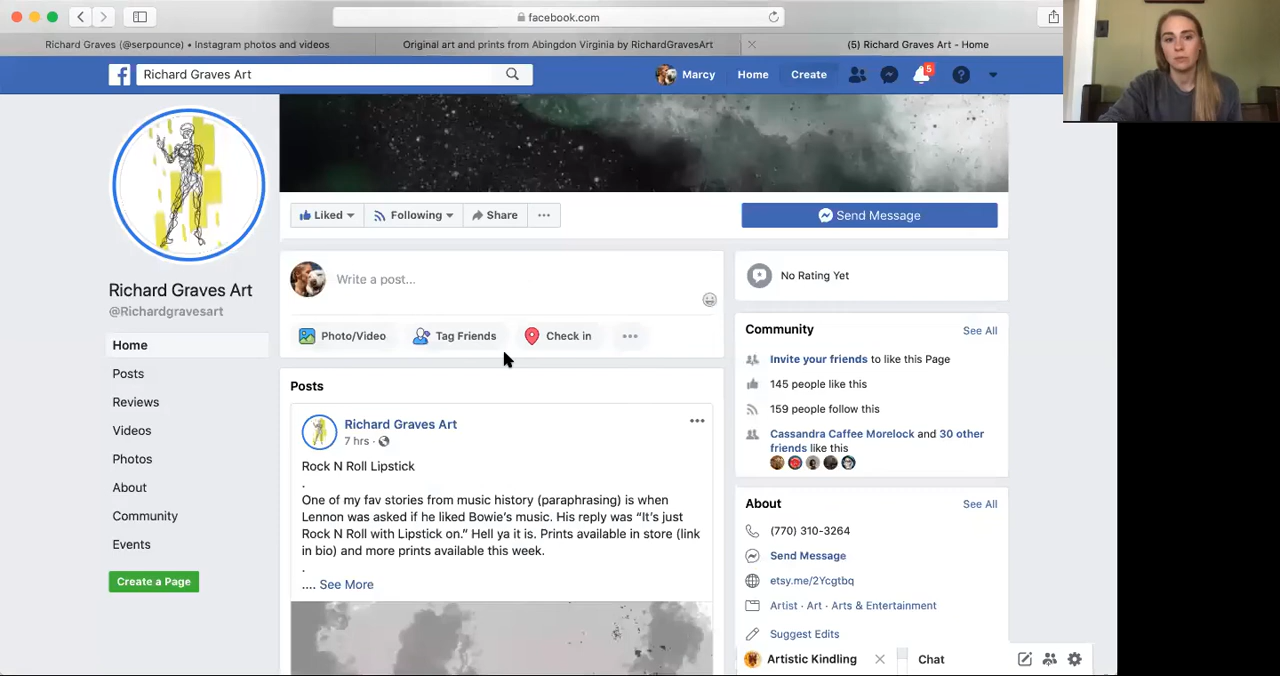 facebook.com
Richard Graves (@serpounce) • Instagram photos and videos
Original art and prints from Abingdon Virginia by RichardGravesArt
(5) Richard Graves Art - Home
Richard Graves Art
Marcy
Home
Create
5
Richard Graves Art
@Richardgravesart
Home
Posts
Reviews
Videos
Photos
About
Community
Events
Create a Page
Liked
Following
Share
Send Message
Write a post...
Photo/Video
Tag Friends
Check in
Posts
Richard Graves Art
7 hrs ·
Rock N Roll Lipstick
.
One of my fav stories from music history (paraphrasing) is when
Lennon was asked if he liked Bowie's music. His reply was “It's just
Rock N Roll with Lipstick on.” Hell ya it is. Prints available in store (link
in bio) and more prints available this week.
.
.... See More
No Rating Yet
Community
See All
Invite your friends to like this Page
145 people like this
159 people follow this
Cassandra Caffee Morelock and 30 other
friends like this
About
See All
(770) 310-3264
Send Message
etsy.me/2Ycgtbq
Artist · Art · Arts & Entertainment
Suggest Edits
Artistic Kindling
Chat